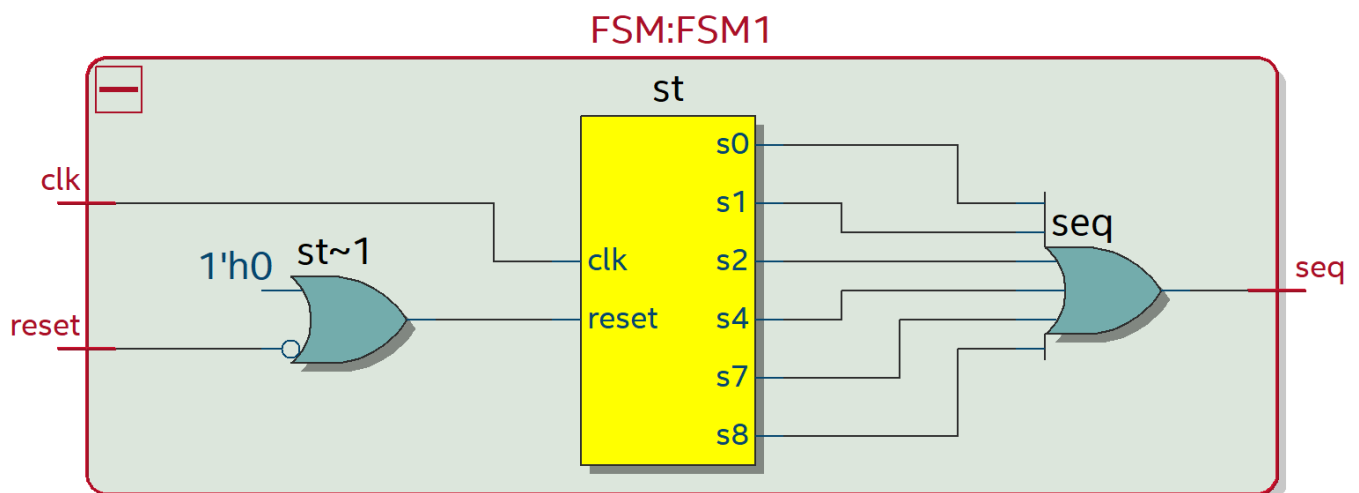 FSM:FSM1
st
s0
clk
s1
seq
st~1
1'h0
clk
s2
seq
reset
reset
s4
s7
s8